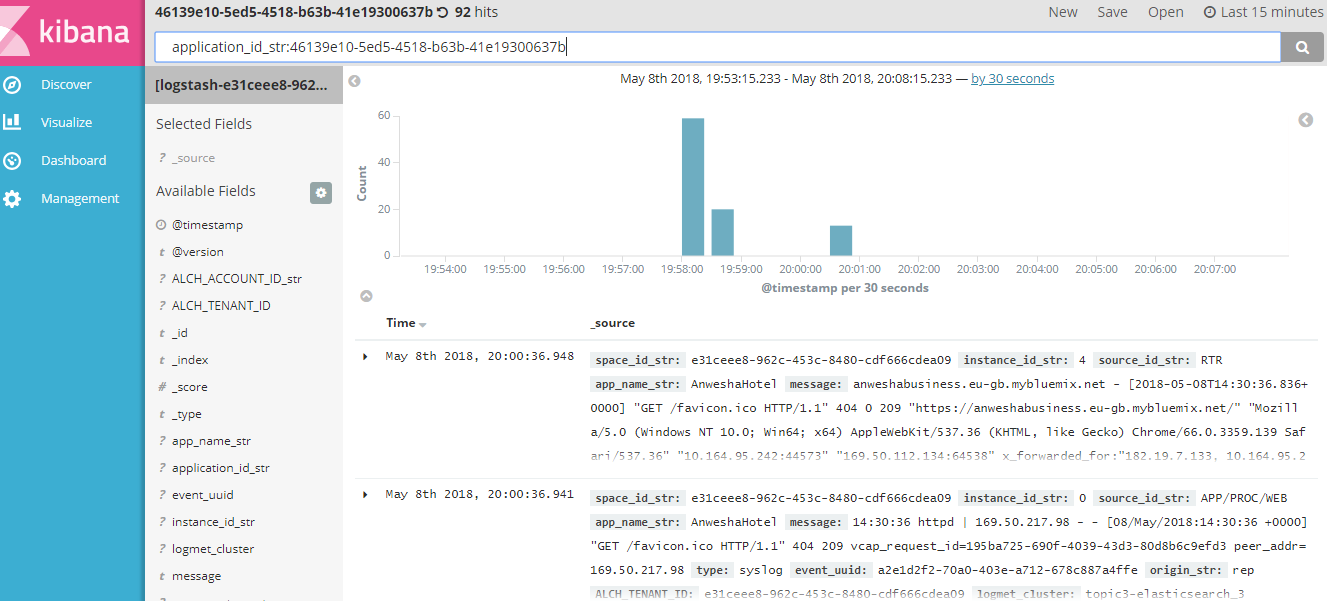 kibana
Discover
Visualize
Dashboard
Management
46139e10-5ed5-4518-b63b-41e19300637b 92 hits
New Save Open Last 15 minutes
application_id_str:46139e10-5ed5-4518-b63b-41e19300637b
[logstash-e31ceee8-962...
Selected Fields
? _source
Available Fields
@timestamp
t @version
? ALCH_ACCOUNT_ID_str
? ALCH_TENANT_ID
t _id
t _index
# _score
t _type
? app_name_str
? application_id_str
? event_uuid
? instance_id_str
? logmet_cluster
t message
May 8th 2018, 19:53:15.233 - May 8th 2018, 20:08:15.233 — by 30 seconds
Count
60
40
20
0
19:54:00 19:55:00 19:56:00 19:57:00 19:58:00 19:59:00 20:00:00 20:01:00 20:02:00 20:03:00 20:04:00 20:05:00 20:06:00 20:07:00
@timestamp per 30 seconds
Time _source
May 8th 2018, 20:00:36.948 space_id_str: e31ceee8-962c-453c-8480-cdf666cdea09 instance_id_str: 4 source_id_str: RTR
app_name_str: AnweshaHotel message: anweshabusiness.eu-gb.mybluemix.net - [2018-05-08T14:30:36.836+
0000] "GET /favicon.ico HTTP/1.1" 404 0 209 "https://anweshabusiness.eu-gb.mybluemix.net/" "Mozill
a/5.0 (Windows NT 10.0; Win64; x64) AppleWebKit/537.36 (KHTML, like Gecko) Chrome/66.0.3359.139 Saf
ari/537.36" "10.164.95.242:44573" "169.50.112.134:64538" x_forwarded_for:"182.19.7.133, 10.164.95.2
May 8th 2018, 20:00:36.941 space_id_str: e31ceee8-962c-453c-8480-cdf666cdea09 instance_id_str: 0 source_id_str: APP/PROC/WEB
app_name_str: AnweshaHotel message: 14:30:36 httpd | 169.50.217.98 - - [08/May/2018:14:30:36 +0000]
"GET /favicon.ico HTTP/1.1" 404 209 vcap_request_id=195ba725-690f-4039-43d3-80d8b6c9efd3 peer_addr=
169.50.217.98 type: syslog event_uuid: a2e1d2f2-70a0-403e-a712-678c887a4ffe origin_str: rep
ALCH_TENANT_ID: e31ceee8-962c-453c-8480-cdf666cdea09 logmet_cluster: topic3-elasticsearch_3